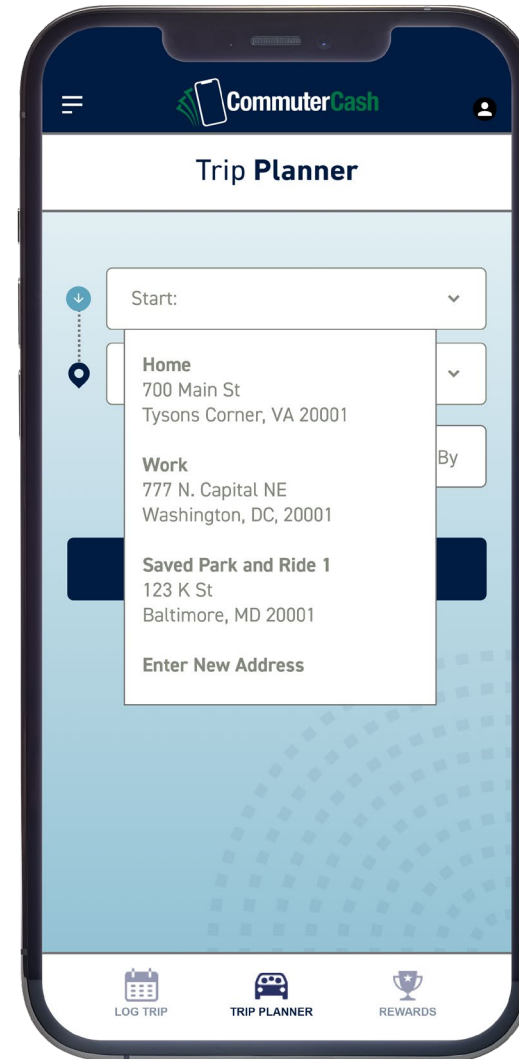 CommuterCash
Trip Planner
Start:
Home
700 Main St
Tysons Corner, VA 20001
By
Work
777 N. Capital NE
Washington, DC, 20001
Saved Park and Ride 1
123 K St
Baltimore, MD 20001
Enter New Address
LOG TRIP
TRIP PLANNER
REWARDS